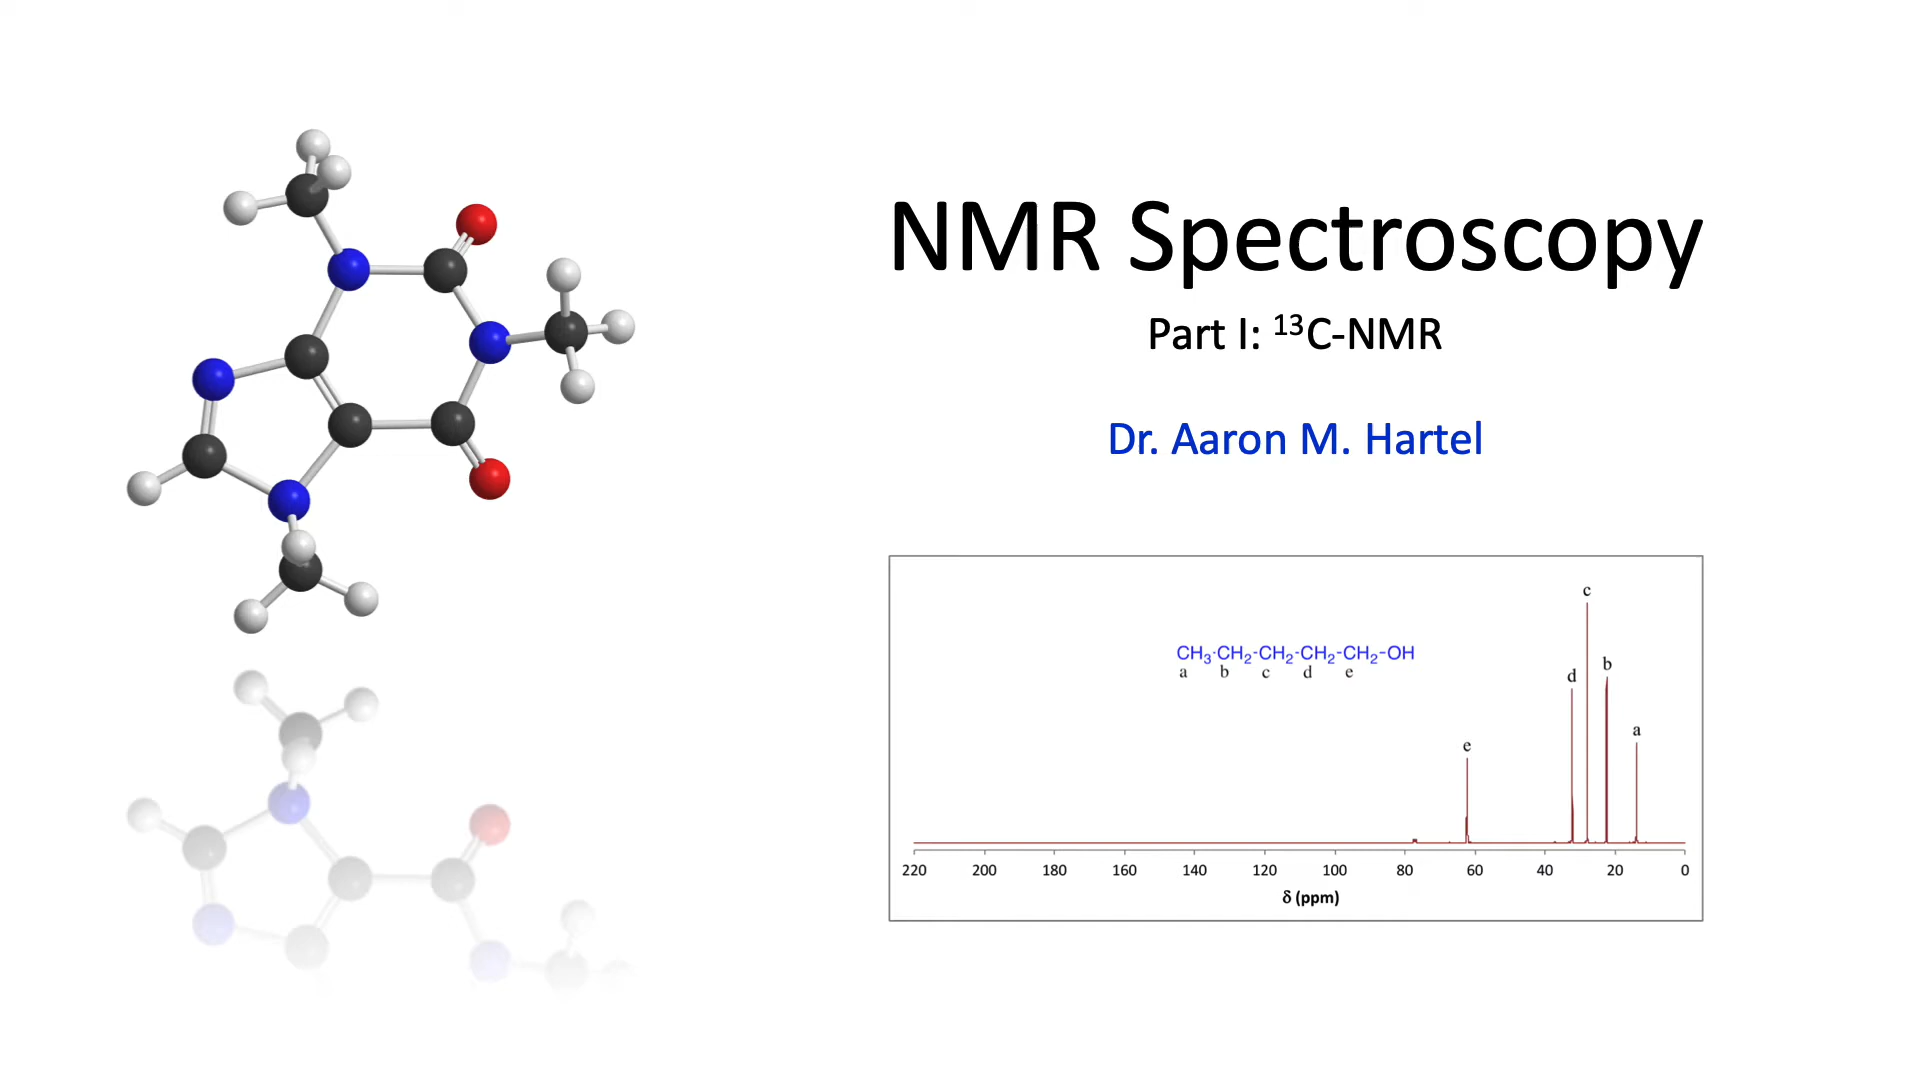 NMR Spectroscopy
Part I: ¹³C-NMR
Dr. Aaron M. Hartel
c
CH₃-CH₂-CH₂-CH₂-CH₂-OH
a b c d e
b
d
a
e
220 200 180 160 140 120 100 80 60 40 20 0
δ (ppm)